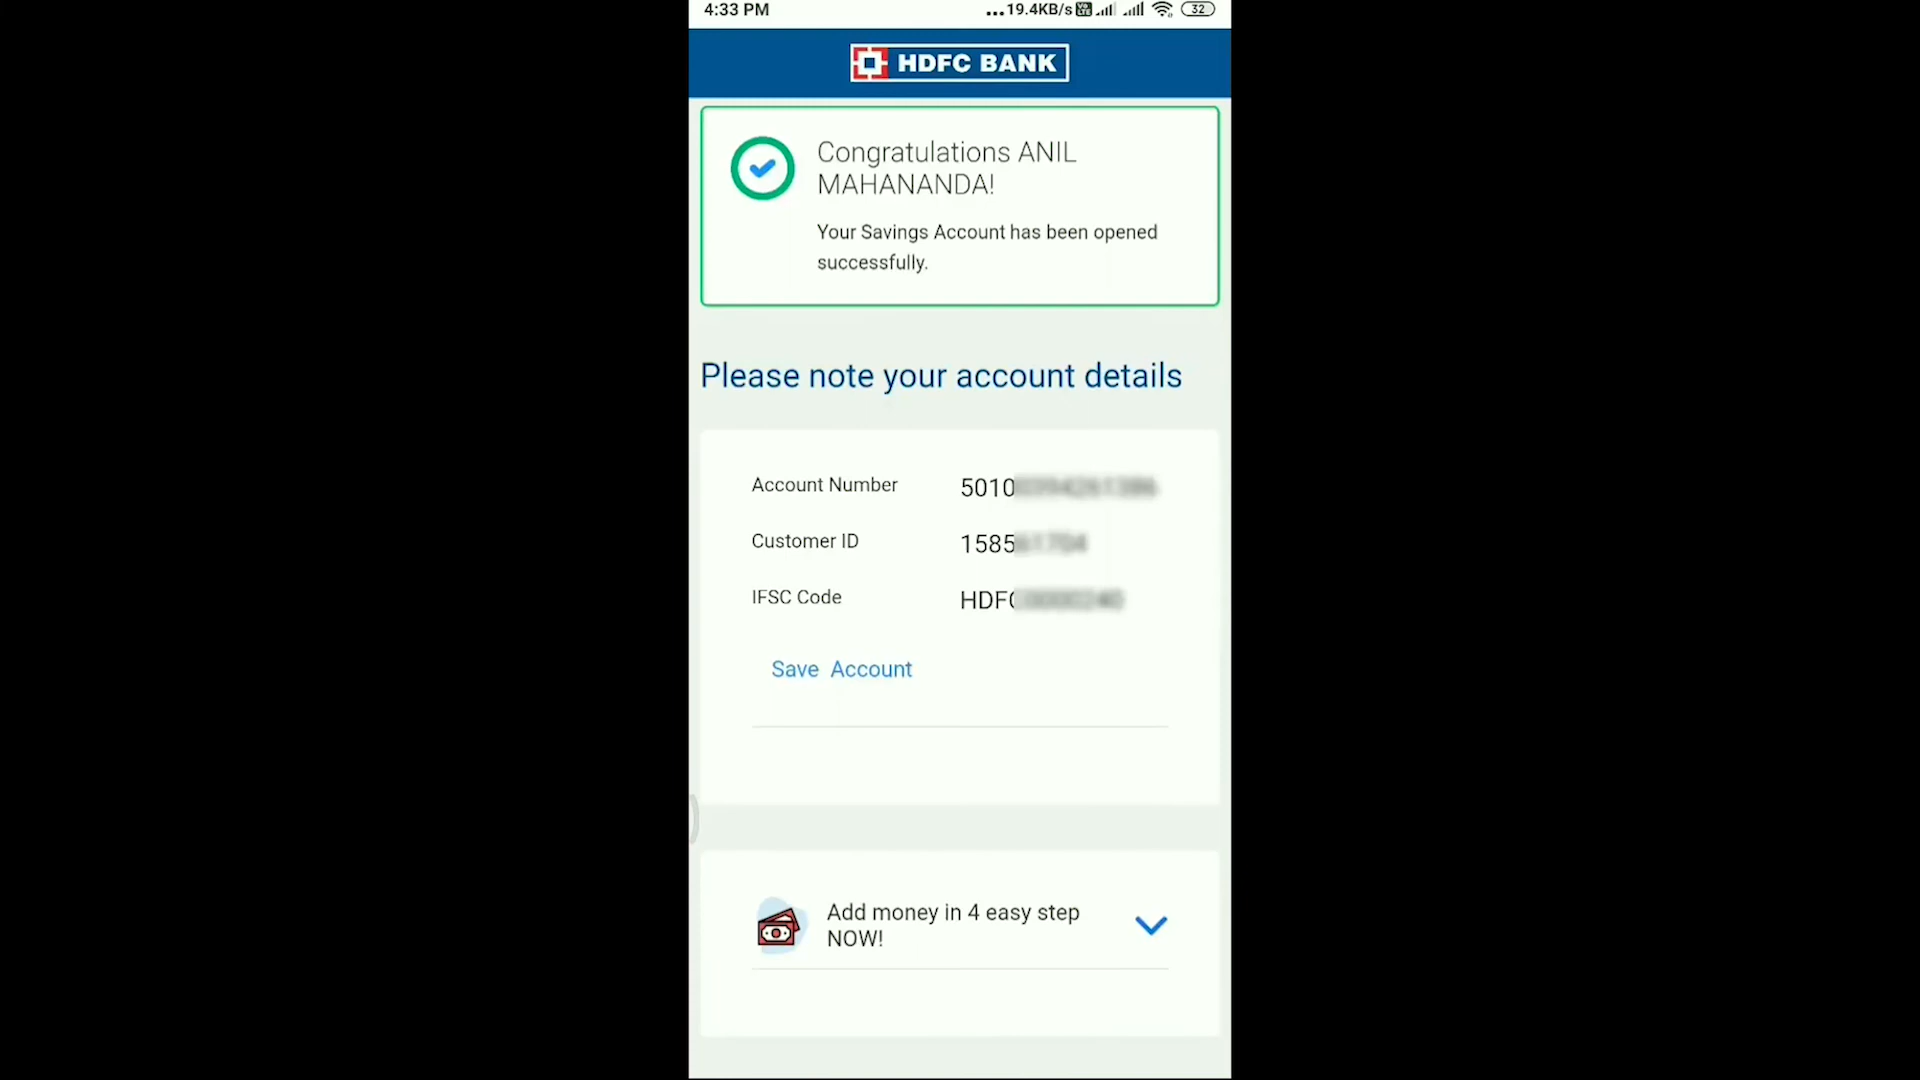 4:33 PM ...19.4KB/s 32
HDFC BANK
Congratulations ANIL
MAHANANDA!
Your Savings Account has been opened
successfully.
Please note your account details
Account Number 5010
Customer ID 1585
IFSC Code HDFC
Save Account
Add money in 4 easy step
NOW!